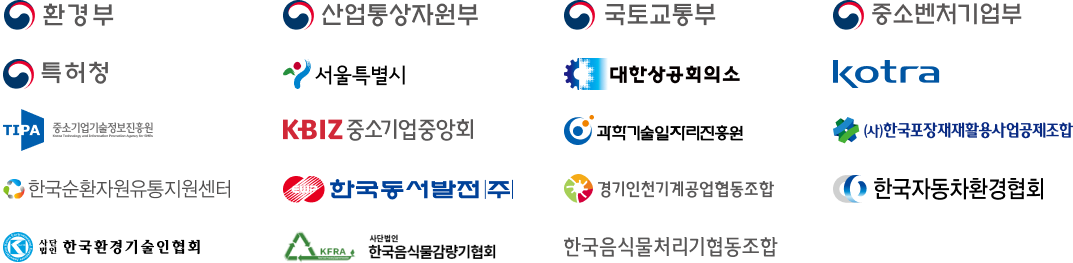 환경부
산업통상자원부
국토교통부
중소벤처기업부
특허청
서울특별시
대한상공회의소
kotra
TIPA 중소기업기술정보진흥원
Korea Technology and Information Promotion Agency for SMEs
KBIZ 중소기업중앙회
과학기술일자리진흥원
(사)한국포장재재활용사업공제조합
한국순환자원유통지원센터
EWP 한국동서발전(주)
경기인천기계공업협동조합
한국자동차환경협회
사단법인 한국환경기술인협회
KFRA 사단법인
한국음식물감량기협회
한국음식물처리기협동조합